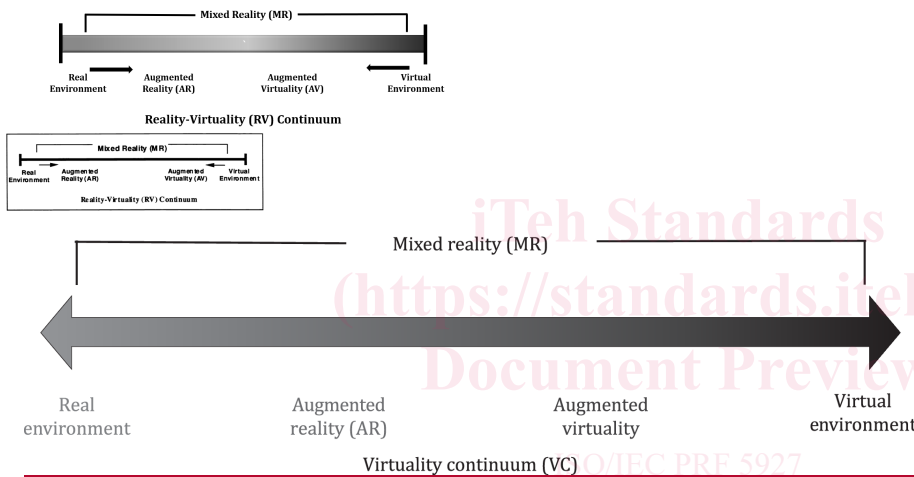 Mixed Reality (MR)
Real Environment
Augmented Reality (AR)
Augmented Virtuality (AV)
Virtual Environment
Reality-Virtuality (RV) Continuum
Mixed Reality (MR)
Real Environment
Augmented Reality (AR)
Augmented Virtuality (AV)
Virtual Environment
Reality-Virtuality (RV) Continuum
iTeh Standards
Mixed reality (MR)
(https://standards.iteh
Document Preview
Real
environment
Augmented
reality (AR)
Augmented
virtuality
Virtual
environment
Virtuality continuum (VC)
ISO/IEC PRF 5927